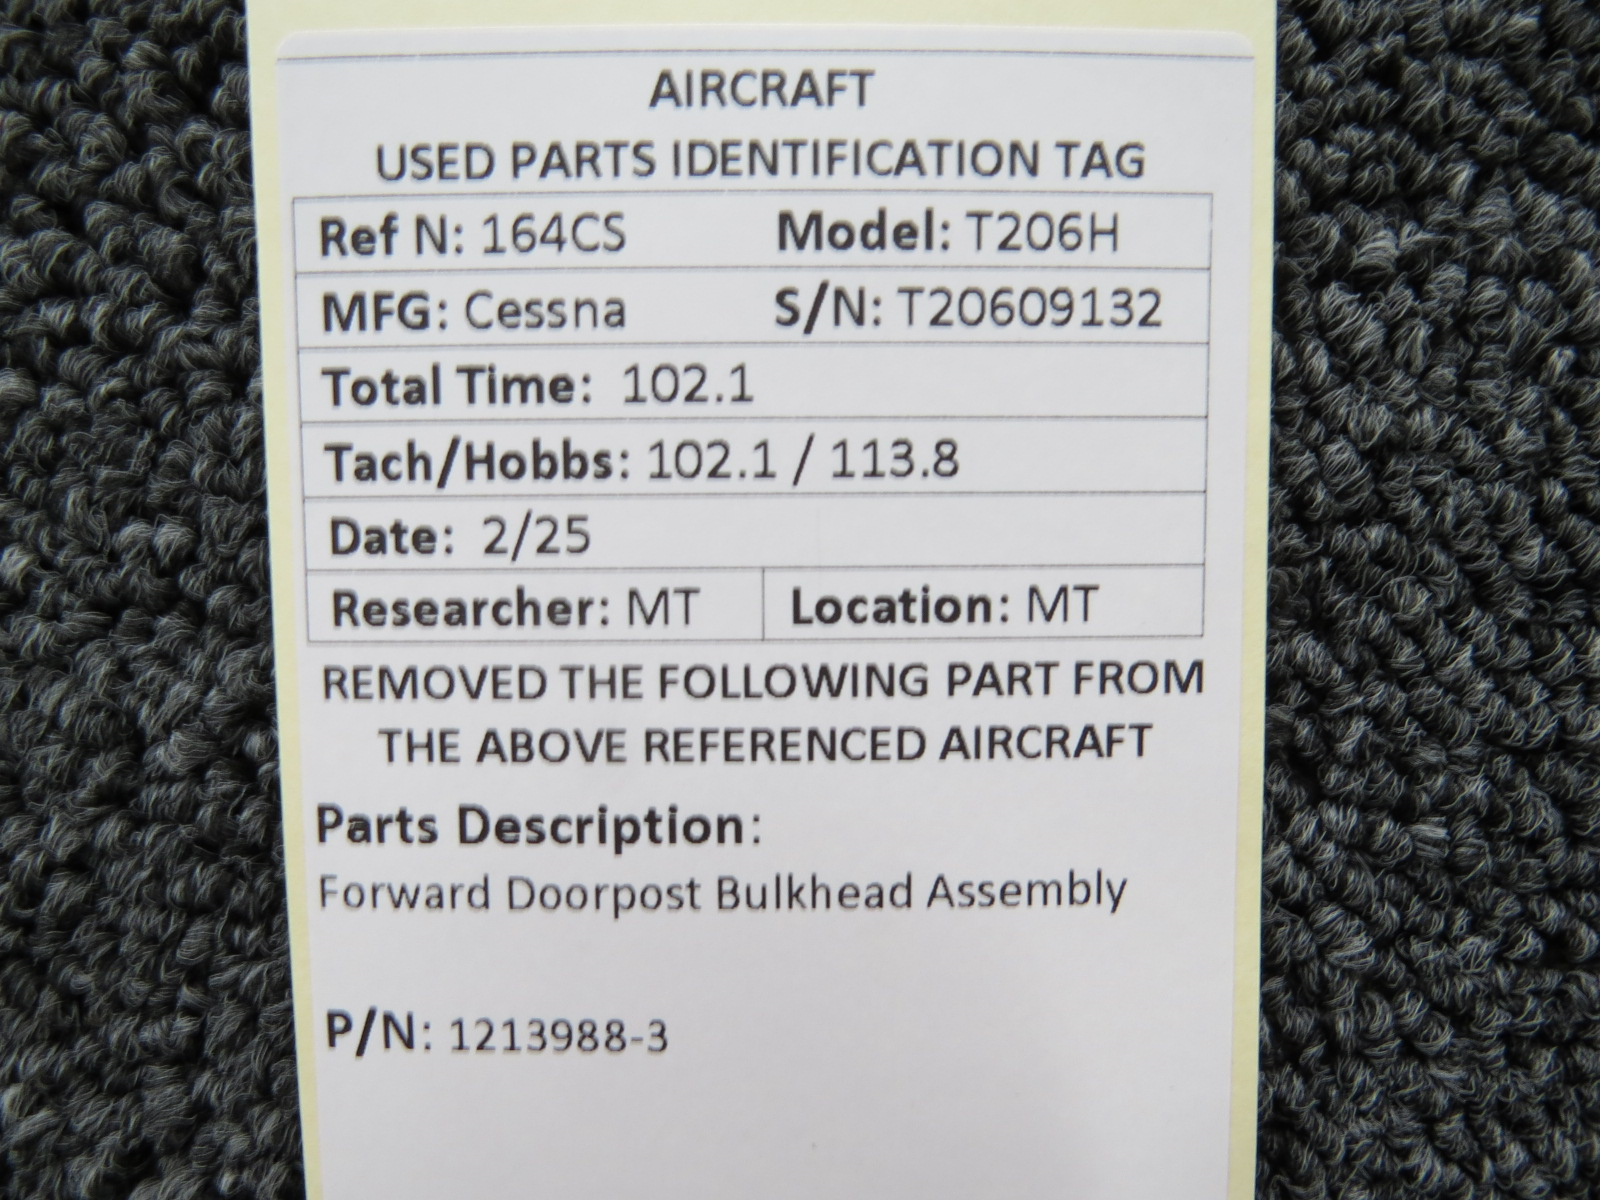 AIRCRAFT
USED PARTS IDENTIFICATION TAG
Ref N: 164CS Model: T206H
MFG: Cessna S/N: T20609132
Total Time: 102.1
Tach/Hobbs: 102.1 / 113.8
Date: 2/25
Researcher: MT Location: MT
REMOVED THE FOLLOWING PART FROM
THE ABOVE REFERENCED AIRCRAFT
Parts Description:
Forward Doorpost Bulkhead Assembly
P/N: 1213988-3